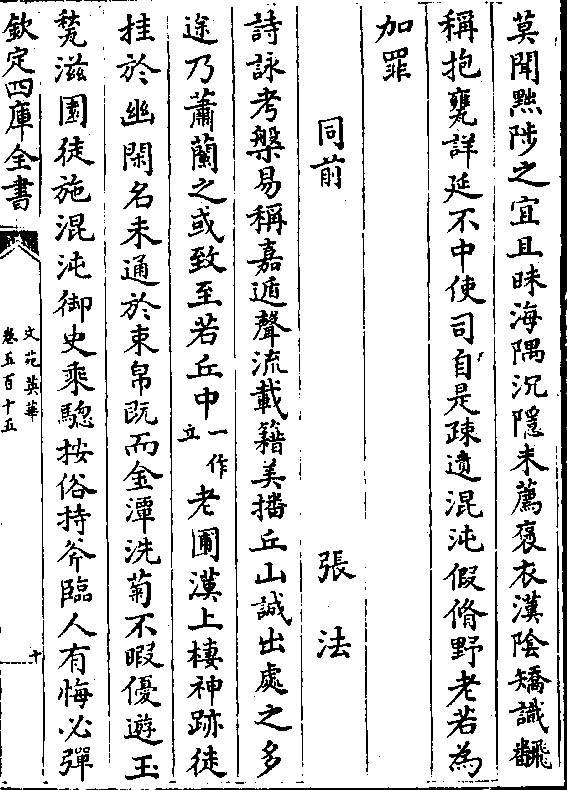 莫聞黙陟之宜且昧海隅沉隱未薦褒衣漢隂矯識飜
稱抱甕詳延不中使司自是疎遺混沌假脩野老若為
加罪
同前　張法
詩詠考槃易稱嘉遁聲流載籍美播丘山誠出處之多
途乃蕭蘭之或致至若丘中一作立老圃漢上棲神跡徒
挂於幽閑名未通於束帛既而金潭洗菊不暇優遊玉
甃滋園徒施混沌御史乘驄按俗持斧臨人有悔必彈
欽定四庫全書
文苑英華
卷五百十五
十